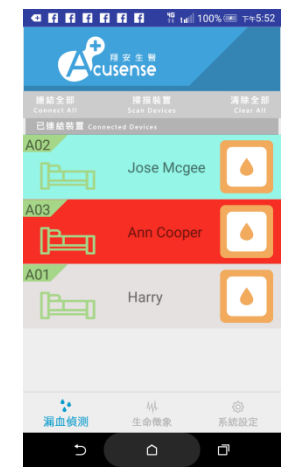 4G 100% 下午5:52
翔安生醫
Acusense
連結全部 掃描裝置 清除全部
Connect All Scan Devices Clear All
已連結裝置 Connected Devices
A02
Jose Mcgee
A03
Ann Cooper
A01
Harry
漏血偵測 生命徵象 系統設定